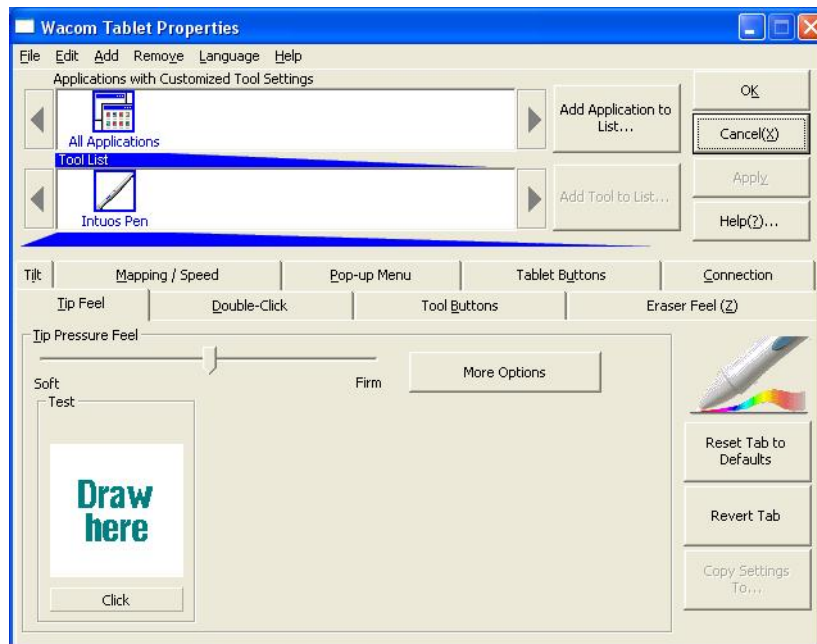 Wacom Tablet Properties
File Edit Add Remove Language Help
Applications with Customized Tool Settings
All Applications
Add Application to
List...
OK
Cancel(X)
Tool List
Intuos Pen
Add Tool to List...
Apply
Help(?)...
Tilt Mapping / Speed Pop-up Menu Tablet Buttons Connection
Tip Feel Double-Click Tool Buttons Eraser Feel (Z)
Tip Pressure Feel
Soft Firm
More Options
Test
Draw
here
Click
Reset Tab to
Defaults
Revert Tab
Copy Settings
To...